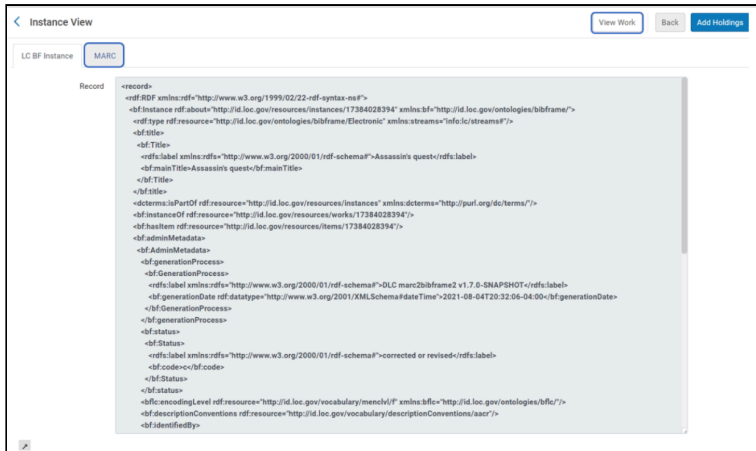 Instance View
View Work
Back
Add Holdings
LC BF Instance
MARC
Record
<record>
<rdf:RDF xmlns:rdf="http://www.w3.org/1999/02/22-rdf-syntax-ns#">
<bf:Instance rdf:about="http://id.loc.gov/resources/instances/17384028394" xmlns:bf="http://id.loc.gov/ontologies/bibframe/">
<rdf:type rdf:resource="http://id.loc.gov/ontologies/bibframe/Electronic" xmlns:streams="info:lc/streams#"/>
<bf:title>
<bf:Title>
<rdfs:label xmlns:rdfs="http://www.w3.org/2000/01/rdf-schema#">Assassin's quest</rdfs:label>
<bf:mainTitle>Assassin's quest</bf:mainTitle>
</bf:Title>
</bf:title>
<dcterms:isPartOf rdf:resource="http://id.loc.gov/resources/instances" xmlns:dcterms="http://purl.org/dc/terms/"/>
<bf:instanceOf rdf:resource="http://id.loc.gov/resources/works/17384028394"/>
<bf:hasItem rdf:resource="http://id.loc.gov/resources/items/17384028394"/>
<bf:adminMetadata>
<bf:AdminMetadata>
<bf:generationProcess>
<bf:GenerationProcess>
<rdfs:label xmlns:rdfs="http://www.w3.org/2000/01/rdf-schema#">DLC marc2bibframe2 v1.7.0-SNAPSHOT</rdfs:label>
<bf:generationDate rdf:datatype="http://www.w3.org/2001/XMLSchema#dateTime">2021-08-04T20:32:06-04:00</bf:generationDate>
</bf:GenerationProcess>
</bf:generationProcess>
<bf:status>
<bf:Status>
<rdfs:label xmlns:rdfs="http://www.w3.org/2000/01/rdf-schema#">corrected or revised</rdfs:label>
<bf:code>c</bf:code>
</bf:Status>
</bf:status>
<bflc:encodingLevel rdf:resource="http://id.loc.gov/vocabulary/menclvl/f" xmlns:bflc="http://id.loc.gov/ontologies/bflc/"/>
<bf:descriptionConventions rdf:resource="http://id.loc.gov/vocabulary/descriptionConventions/aacr"/>
<bf:identifiedBy>